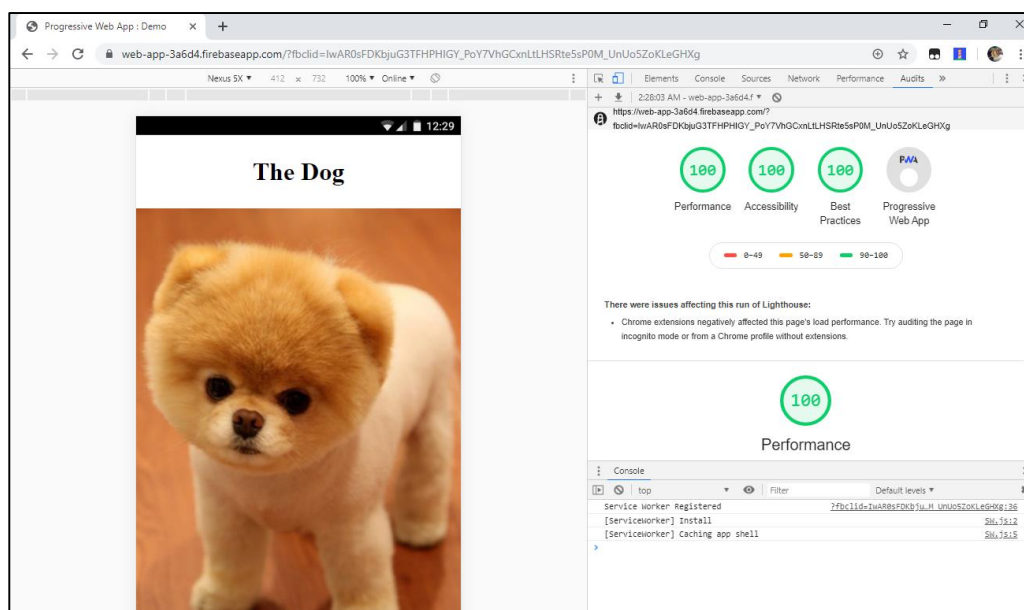 Progressive Web App : Demo
web-app-3a6d4.firebaseapp.com/?fbclid=IwAR0sFDKbjuG3TFHPHIGY_PoY7VhGCxnLtLHSRte5sP0M_UnUo5ZoKLeGHXg
Nexus 5X ▼ 412 × 732 100% ▼ Online ▼
Elements Console Sources Network Performance Audits »
2:28:03 AM - web-app-3a6d4.f ▼
https://web-app-3a6d4.firebaseapp.com/?
fbclid=IwAR0sFDKbjuG3TFHPHIGY_PoY7VhGCxnLtLHSRte5sP0M_UnUo5ZoKLeGHXg
12:29
The Dog
100 100 100 PWA
Performance Accessibility Best Practices Progressive Web App
0-49 50-89 90-100
There were issues affecting this run of Lighthouse:
• Chrome extensions negatively affected this page's load performance. Try auditing the page in
incognito mode or from a Chrome profile without extensions.
100
Performance
Console
top ▼ Filter Default levels ▼
Service Worker Registered ?fbclid=IwAR0sFDKbju…M_UnUo5ZoKLeGHXg:36
[ServiceWorker] Install SW.js:2
[ServiceWorker] Caching app shell SW.js:5